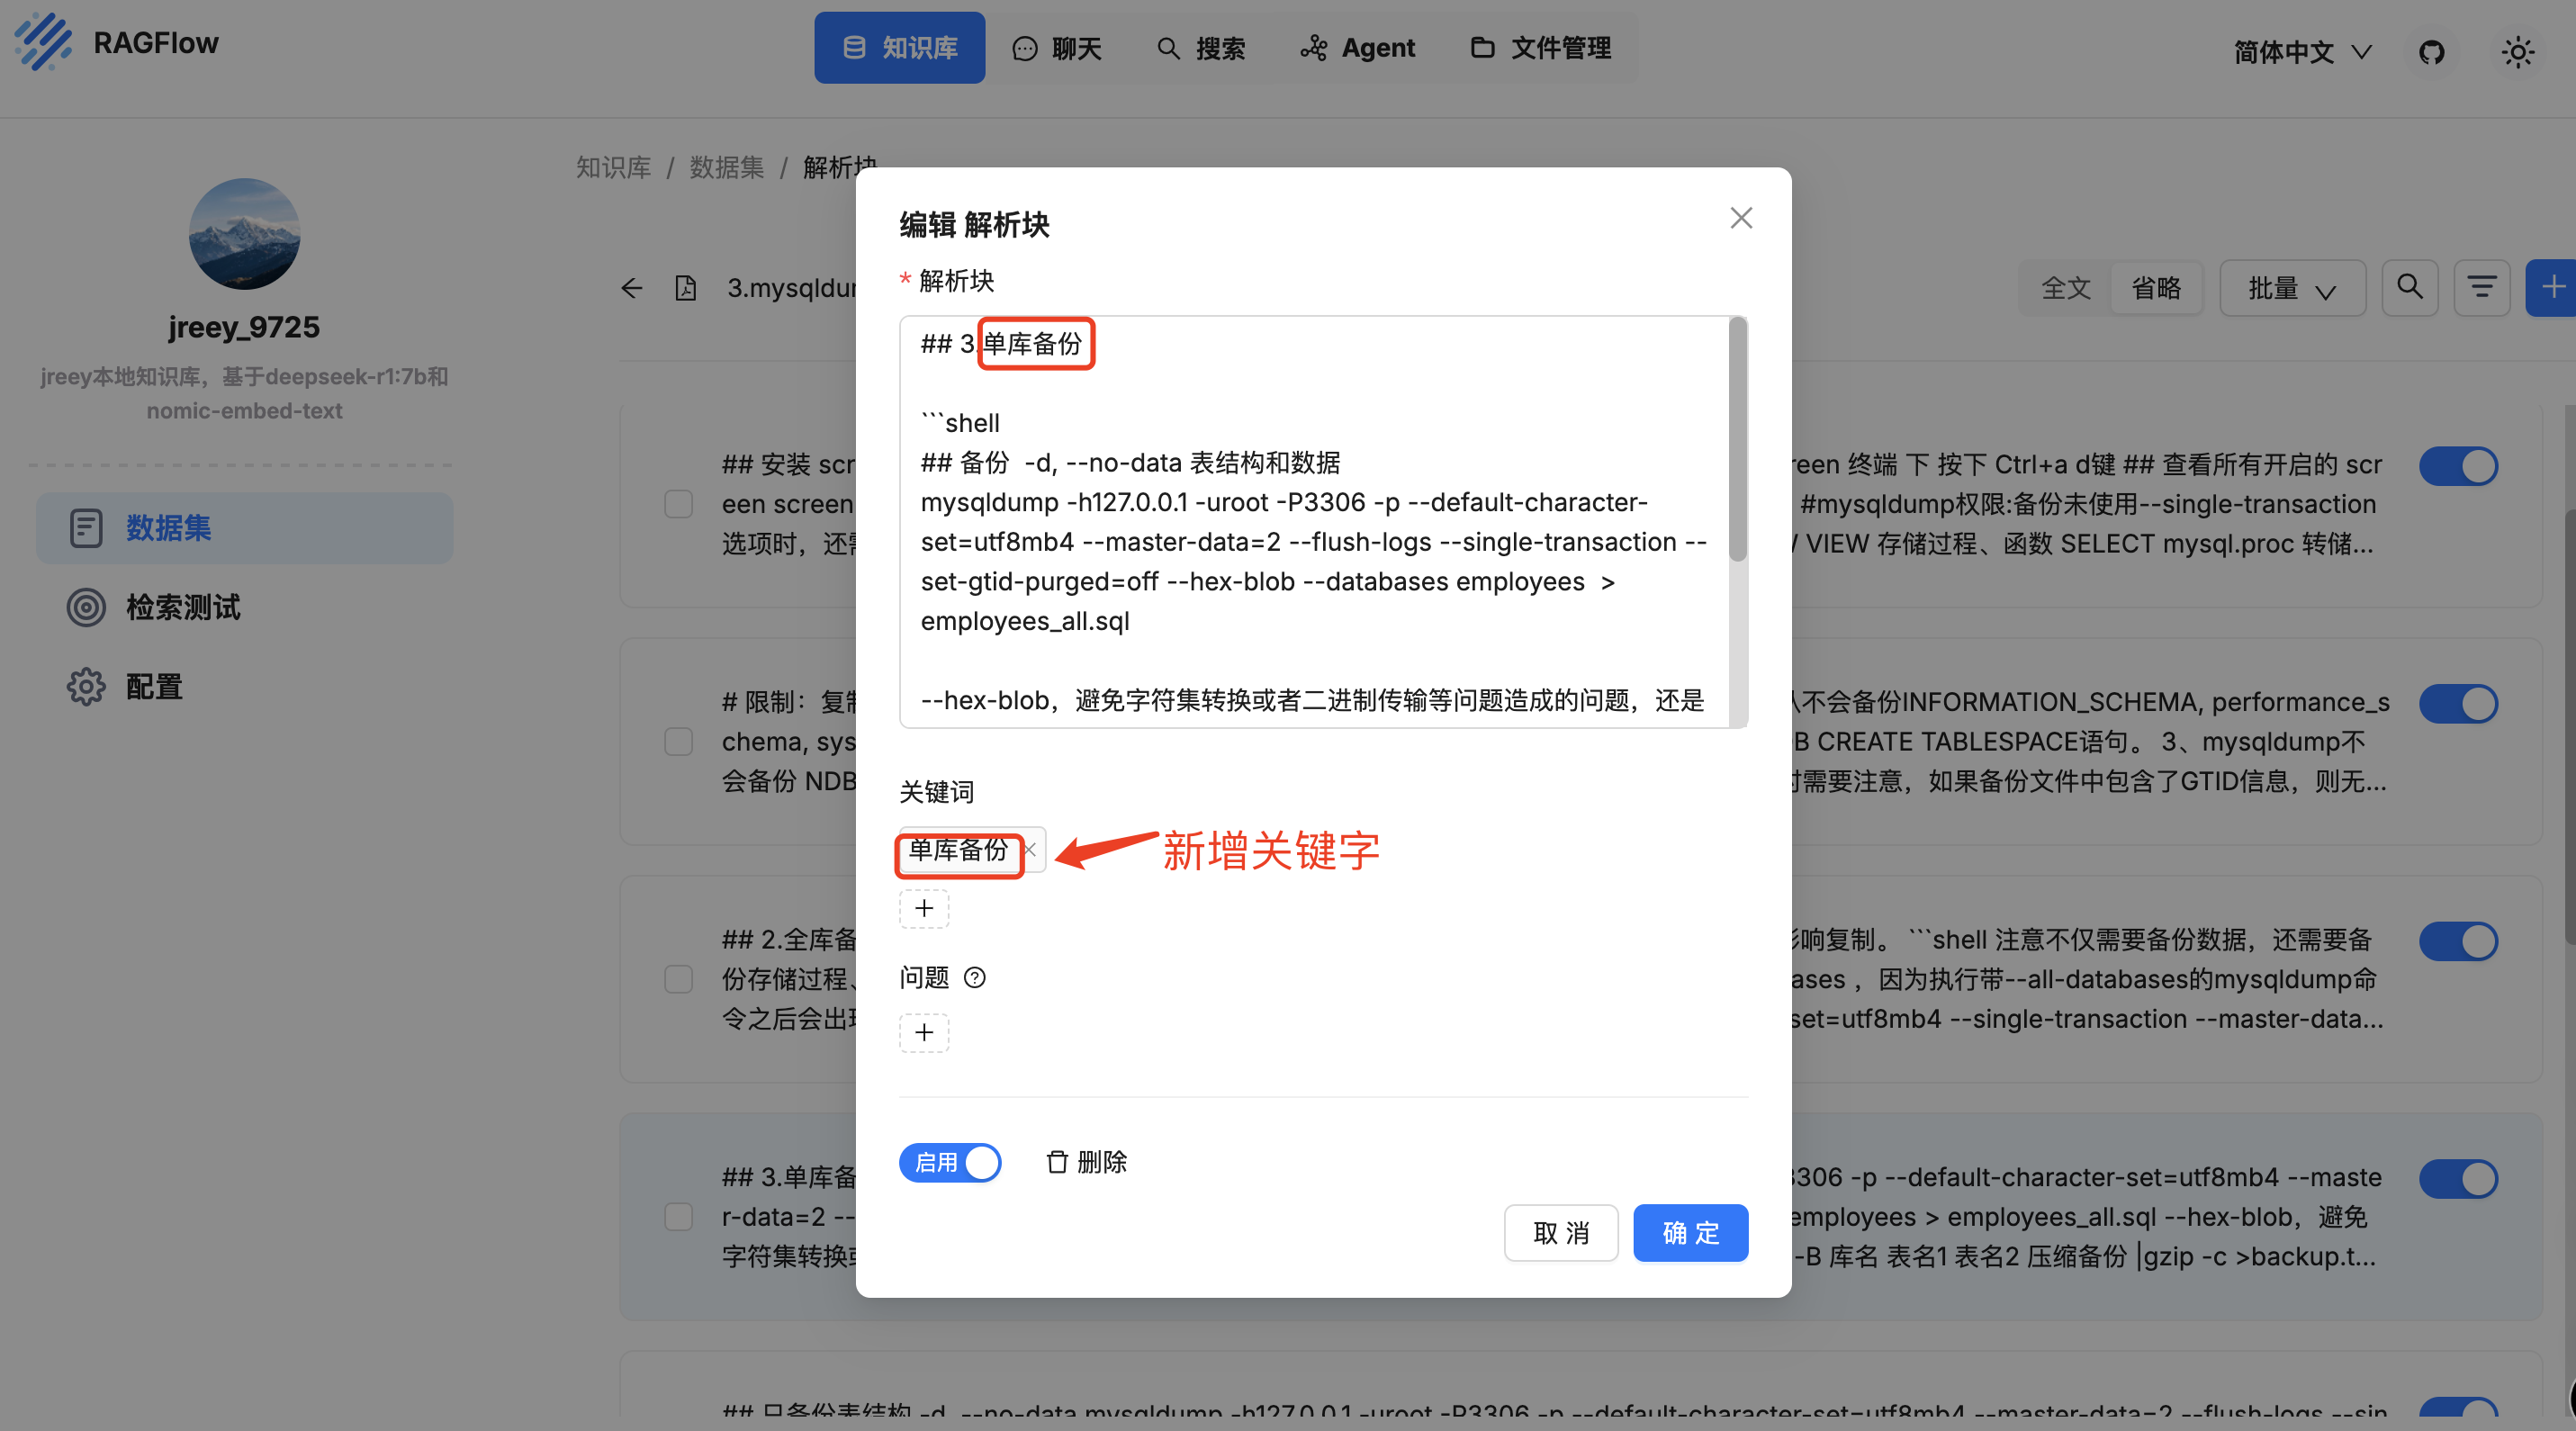 RAGFlow
知识库
聊天
搜索
Agent
文件管理
简体中文
jreey_9725
jreey本地知识库，基于deepseek-r1:7b和
nomic-embed-text
数据集
检索测试
配置
知识库 / 数据集 / 解析块
3.mysqldu
全文
省略
批量
编辑 解析块
* 解析块
## 3.单库备份
```shell
## 备份  -d, --no-data 表结构和数据
mysqldump -h127.0.0.1 -uroot -P3306 -p --default-character-
set=utf8mb4 --master-data=2 --flush-logs --single-transaction --
set-gtid-purged=off --hex-blob --databases employees  >
employees_all.sql
--hex-blob，避免字符集转换或者二进制传输等问题造成的问题，还是
关键词
单库备份
新增关键字
问题
启用
删除
取 消
确 定
## 安装 scr
reen 终端 下 按下 Ctrl+a d键 ## 查看所有开启的 scr
een screen
#mysqldump权限:备份未使用--single-transaction
选项时，还
VIEW 存储过程、函数 SELECT mysql.proc 转储...
# 限制：复制
不会备份INFORMATION_SCHEMA, performance_s
chema, sys
B CREATE TABLESPACE语句。 3、mysqldump不
会备份 NDB
需要注意，如果备份文件中包含了GTID信息，则无...
## 2.全库备
响复制。 ```shell 注意不仅需要备份数据，还需要备
份存储过程、
ases ，因为执行带--all-databases的mysqldump命
令之后会出现
set=utf8mb4 --single-transaction --master-data...
## 3.单库备
3306 -p --default-character-set=utf8mb4 --maste
r-data=2 --
employees > employees_all.sql --hex-blob，避免
字符集转换或
-B 库名 表名1 表名2 压缩备份 |gzip -c >backup.t...
## 只备份表结构 -d, --no-data mysqldump -h127.0.0.1 -uroot -P3306 -p --default-character-set=utf8mb4 --master-data=2 --flush-logs --sin